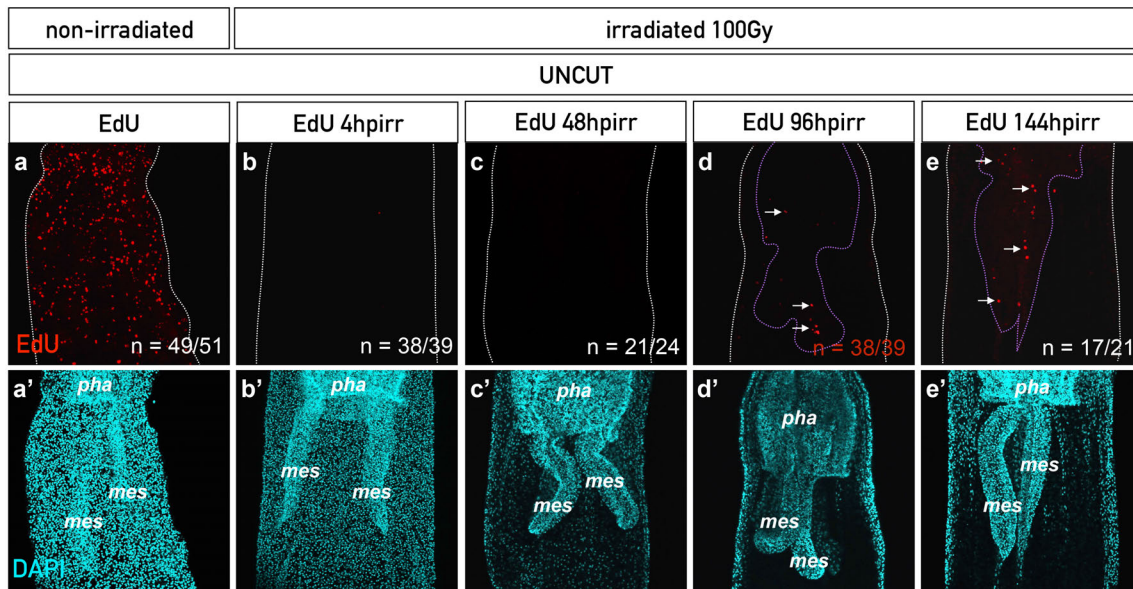 non-irradiated irradiated 100Gy
UNCUT
EdU EdU 4hpirr EdU 48hpirr EdU 96hpirr EdU 144hpirr
a b c d e
EdU n = 49/51 n = 38/39 n = 21/24 n = 38/39 n = 17/21
a’ pha b’ pha c’ pha d’ pha e’ pha
mes mes mes mes mes mes mes mes mes
DAPI